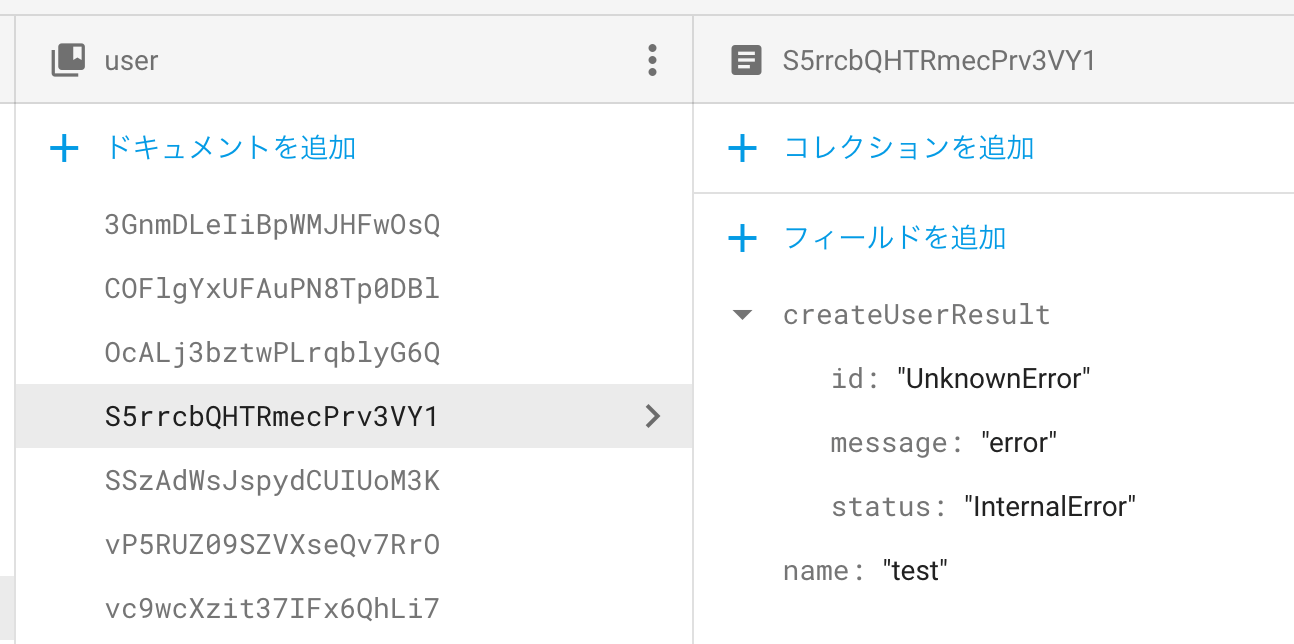 user
S5rrcbQHTRmecPrv3VY1
ドキュメントを追加
コレクションを追加
3GnmDLeIiBpWMJHFwOsQ
COFlgYxUFAuPN8Tp0DBl
OcALj3bztwPLrqblyG6Q
S5rrcbQHTRmecPrv3VY1
SSzAdWsJspydCUIUoM3K
vP5RUZ09SZVXseQv7RrO
vc9wcXzit37IFx6QhLi7
フィールドを追加
createUserResult
id: "UnknownError"
message: "error"
status: "InternalError"
name: "test"